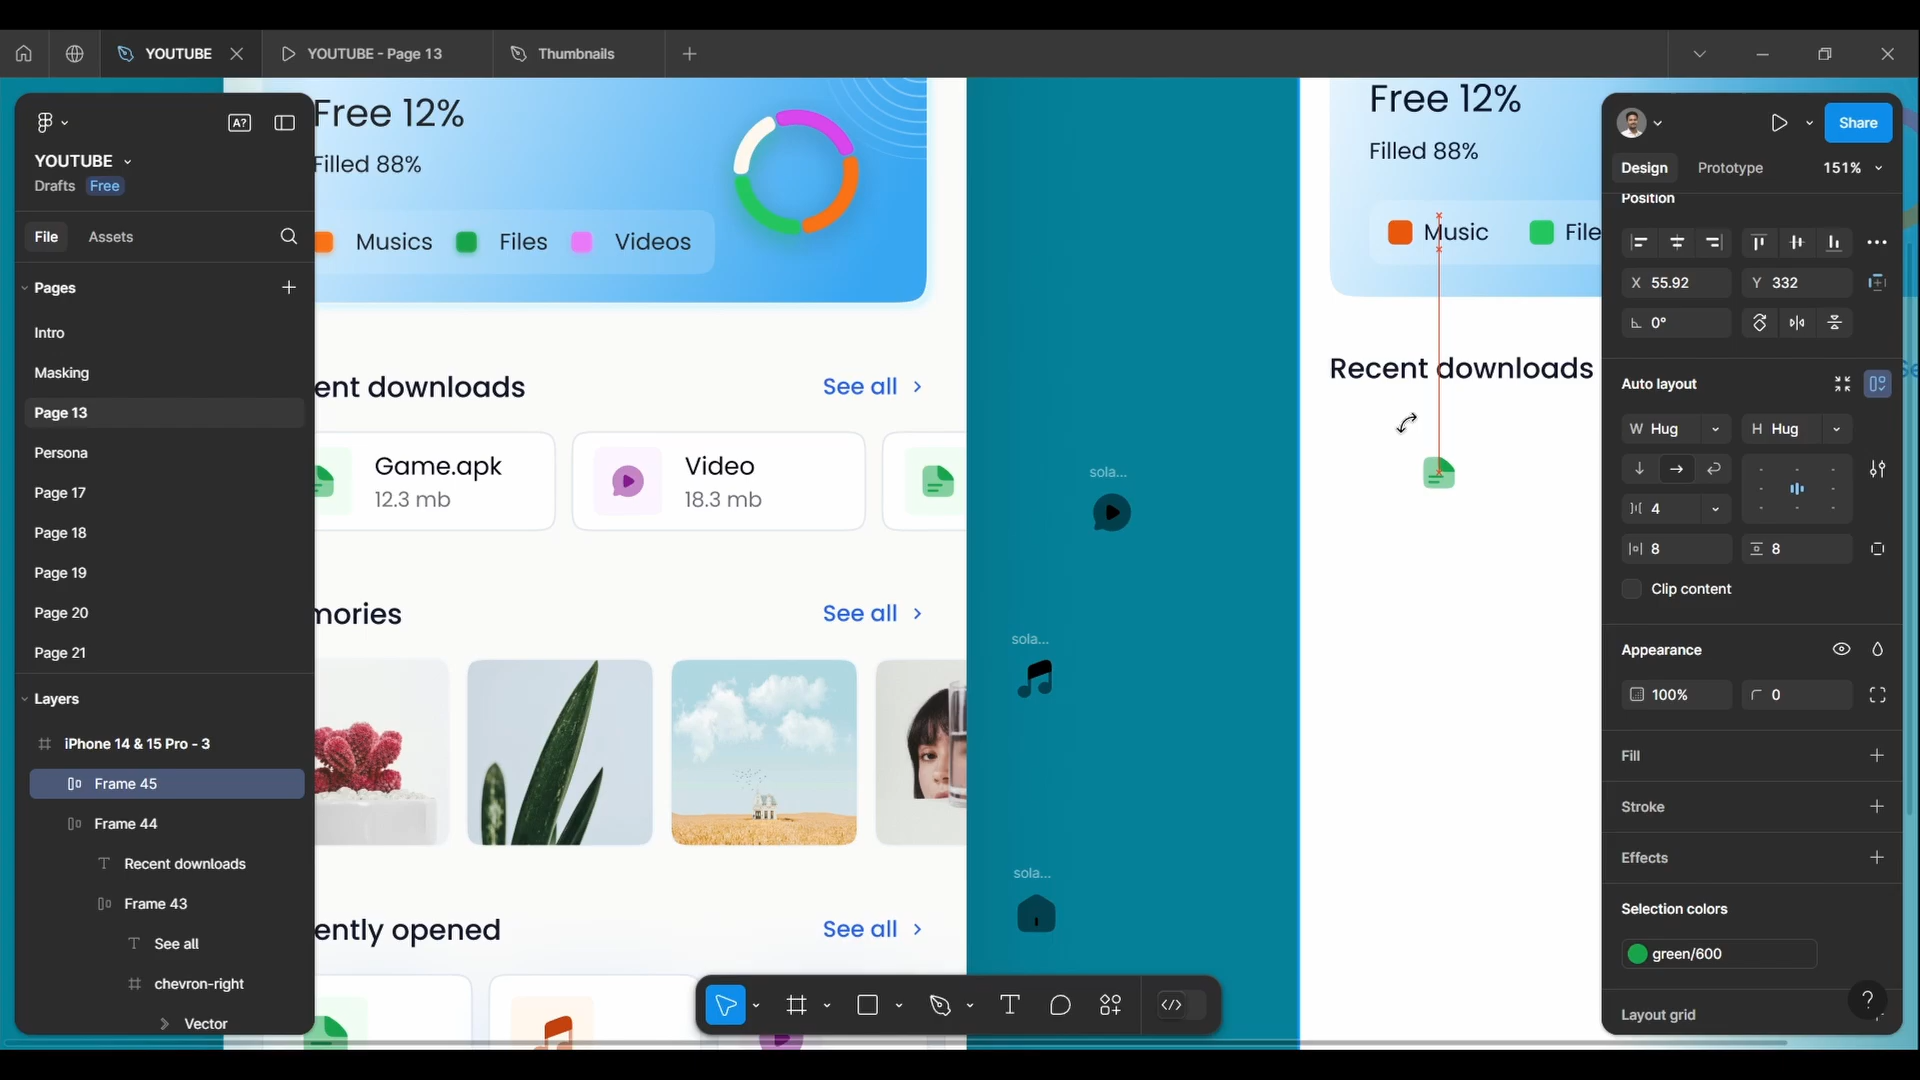 YOUTUBE
YOUTUBE - Page 13
Thumbnails
A?
YOUTUBE
Drafts
Free
File
Assets
Pages
Intro
Masking
Page 13
Persona
Page 17
Page 18
Page 19
Page 20
Page 21
Layers
iPhone 14 & 15 Pro - 3
Frame 45
Frame 44
Recent downloads
Frame 43
See all
chevron-right
Vector
Free 12%
Filled 88%
Musics
Files
Videos
ent downloads
See all
Game.apk
12.3 mb
Video
18.3 mb
See all
ently opened
See all
sola...
sola...
sola...
Free 12%
Filled 88%
Music
File
Recent downloads
Share
Design
Prototype
151%
Position
X 55.92
Y 332
0°
Auto layout
W Hug
H Hug
4
8
8
Clip content
Appearance
100%
0
Fill
Stroke
Effects
Selection colors
green/600
Layout grid
?